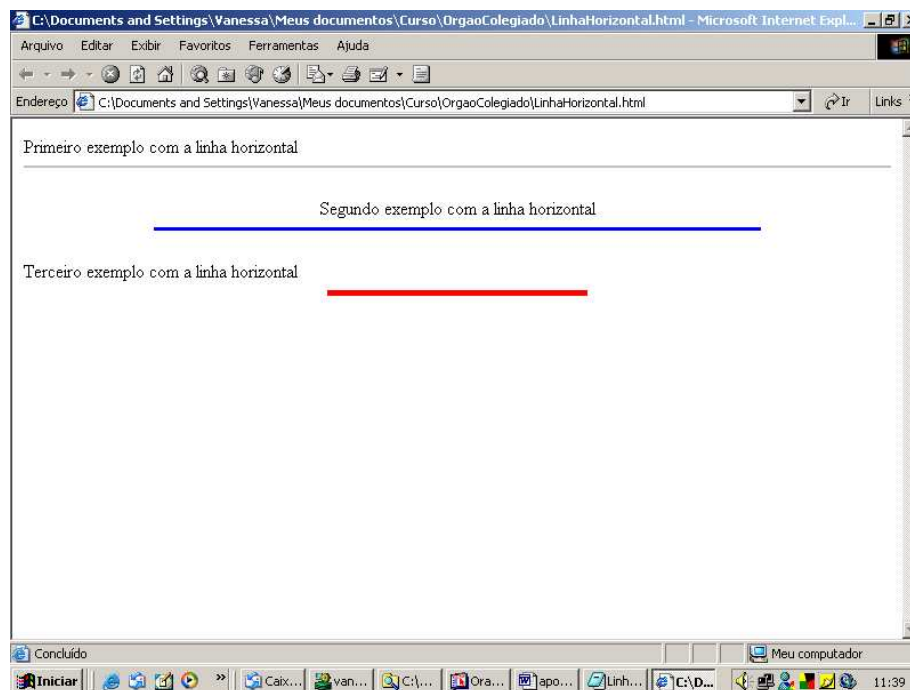 C:\Documents and Settings\Vanessa\Meus documentos\Curso\OrgaoColegiado\LinhaHorizontal.html - Microsoft Internet Expl...
Arquivo Editar Exibir Favoritos Ferramentas Ajuda
Endereço C:\Documents and Settings\Vanessa\Meus documentos\Curso\OrgaoColegiado\LinhaHorizontal.html Ir Links
Primeiro exemplo com a linha horizontal
Segundo exemplo com a linha horizontal
Terceiro exemplo com a linha horizontal
Concluído Meu computador
Iniciar » Caix... van... C:\... Ora... apo... Linh... C:\D... 11:39